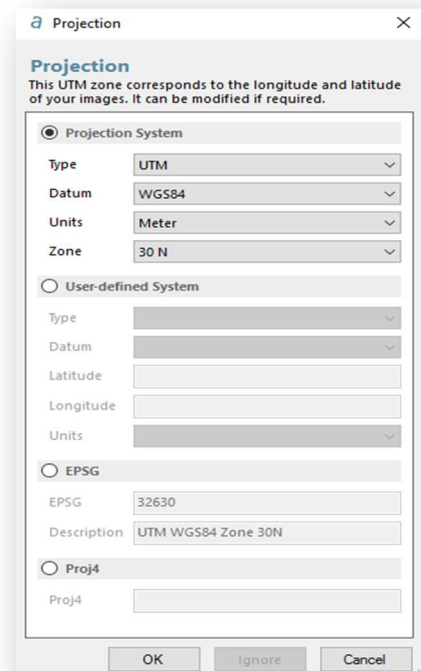 a Projection
Projection
This UTM zone corresponds to the longitude and latitude
of your images. It can be modified if required.
Projection System
Type UTM
Datum WGS84
Units Meter
Zone 30 N
User-defined System
Type
Datum
Latitude
Longitude
Units
EPSG
EPSG 32630
Description UTM WGS84 Zone 30N
Proj4
Proj4
OK Ignore Cancel